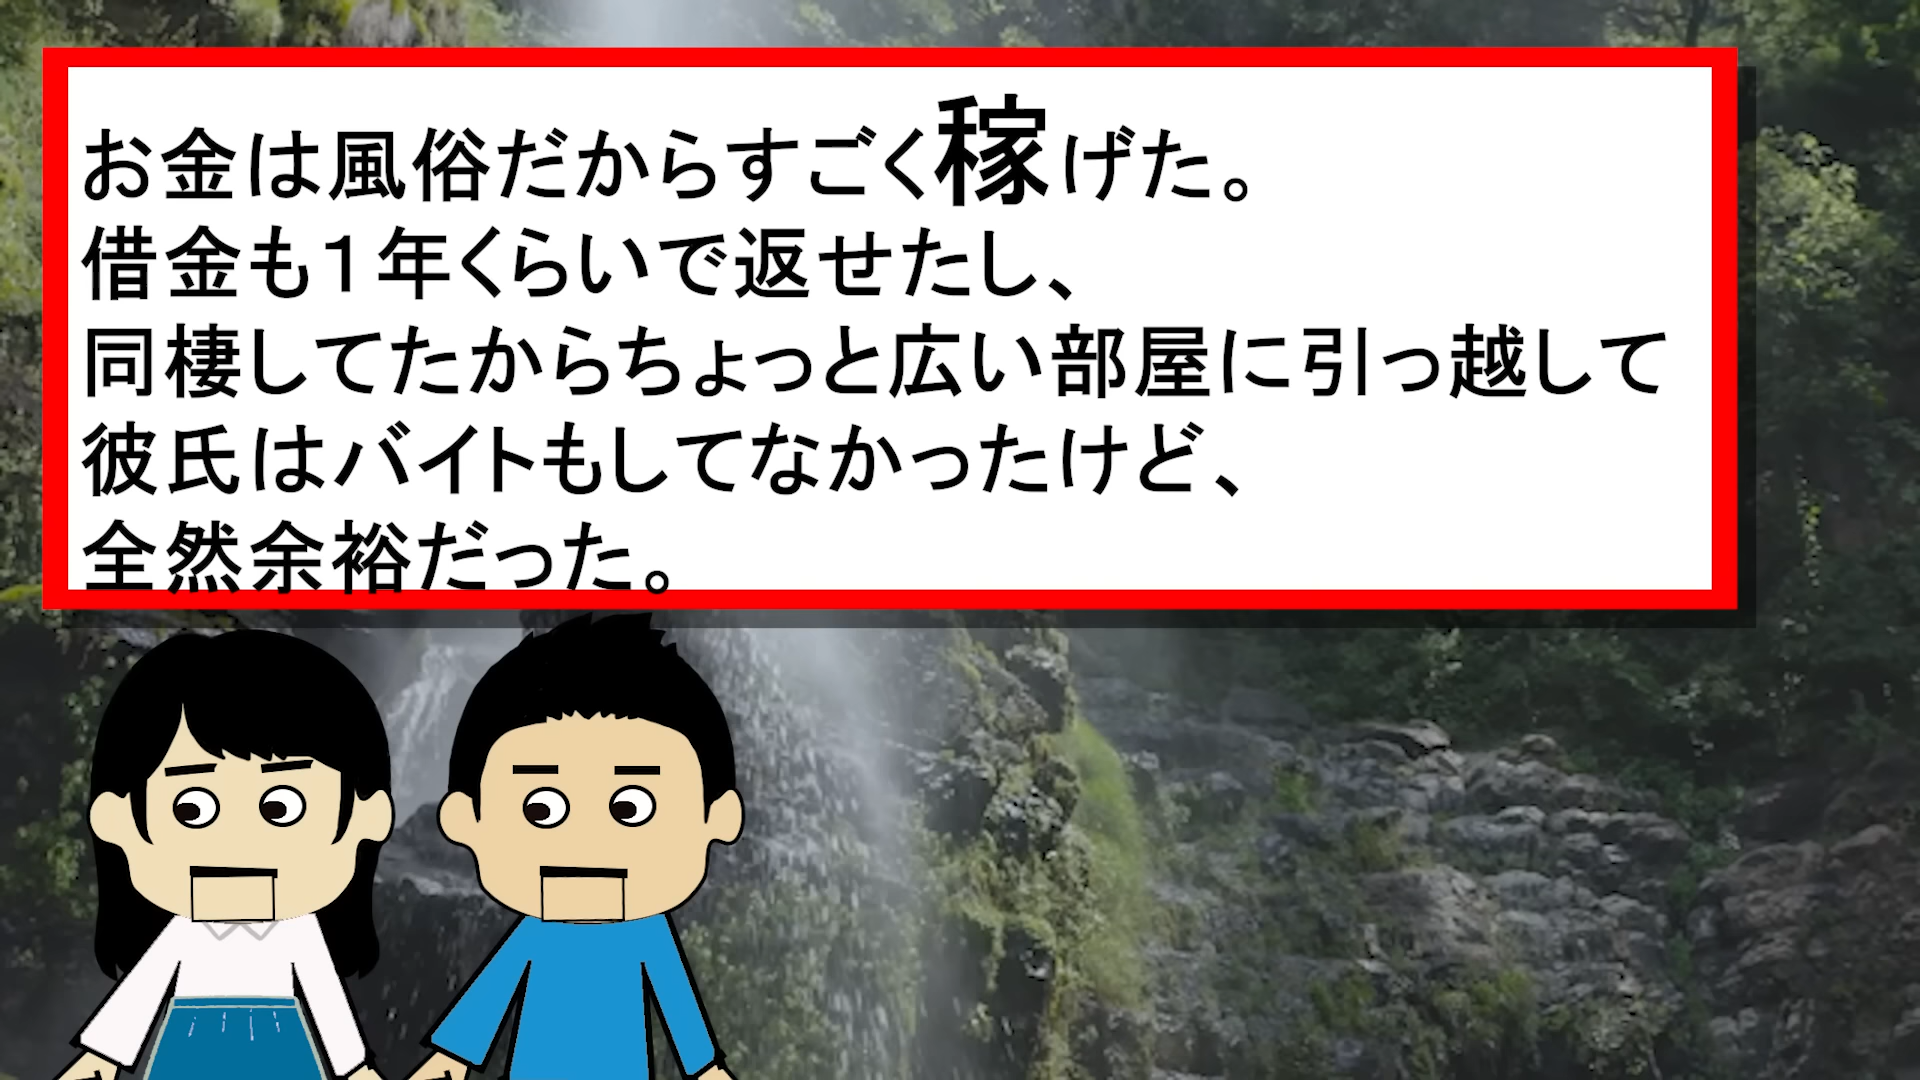 お金は風俗だからすごく稼げた。
借金も１年くらいで返せたし、
同棲してたからちょっと広い部屋に引っ越して
彼氏はバイトもしてなかったけど、
全然余裕だった。